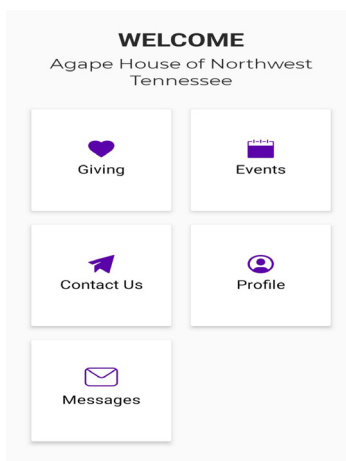 WELCOME
Agape House of Northwest
Tennessee
Giving
Events
Contact Us
Profile
Messages